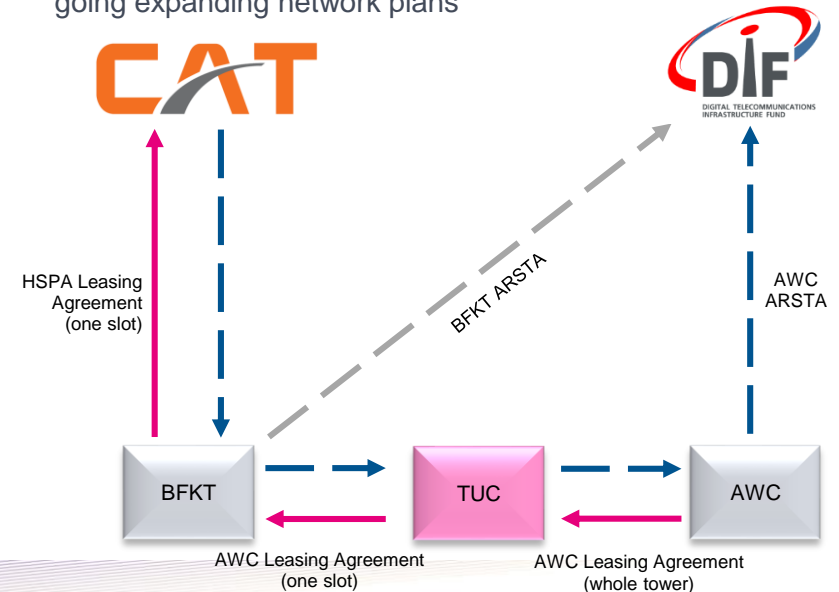 going expanding network plans
CAT
DIF
DIGITAL TELECOMMUNICATIONS
INFRASTRUCTURE FUND
HSPA Leasing
Agreement
(one slot)
BFKT ARSTA
AWC
ARSTA
BFKT
TUC
AWC
AWC Leasing Agreement
(one slot)
AWC Leasing Agreement
(whole tower)